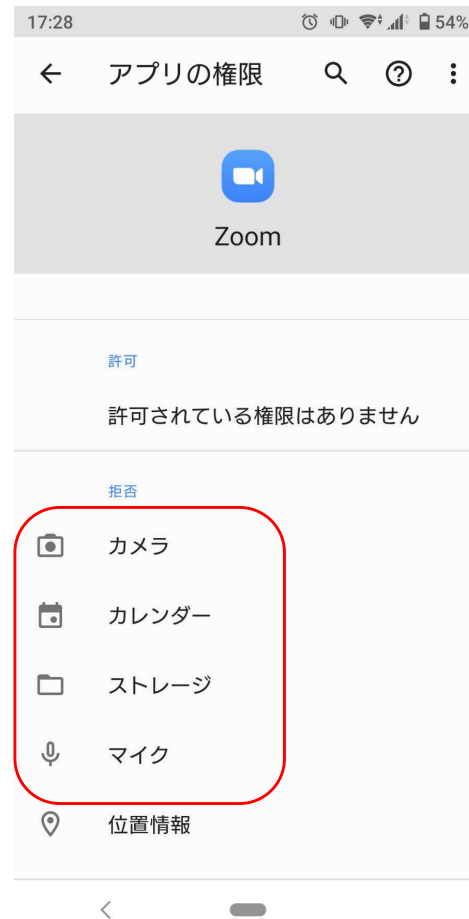 17:28 54%
アプリの権限
Zoom
許可
許可されている権限はありません
拒否
カメラ
カレンダー
ストレージ
マイク
位置情報